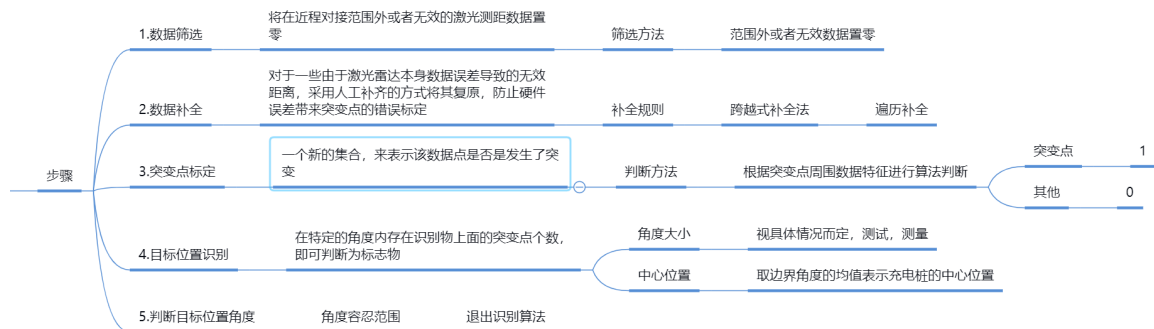 步骤
1.数据筛选
将在近程对接范围外或者无效的激光测距数据置
零
筛选方法
范围外或者无效数据置零
2.数据补全
对于一些由于激光雷达本身数据误差导致的无效
距离，采用人工补齐的方式将其复原，防止硬件
误差带来突变点的错误标定
补全规则
跨越式补全法
遍历补全
3.突变点标定
一个新的集合，来表示该数据点是否是发生了突
变
判断方法
根据突变点周围数据特征进行算法判断
突变点
1
其他
0
4.目标位置识别
在特定的角度内存在识别物上面的突变点个数，
即可判断为标志物
角度大小
视具体情况而定，测试，测量
中心位置
取边界角度的均值表示充电桩的中心位置
5.判断目标位置角度
角度容忍范围
退出识别算法